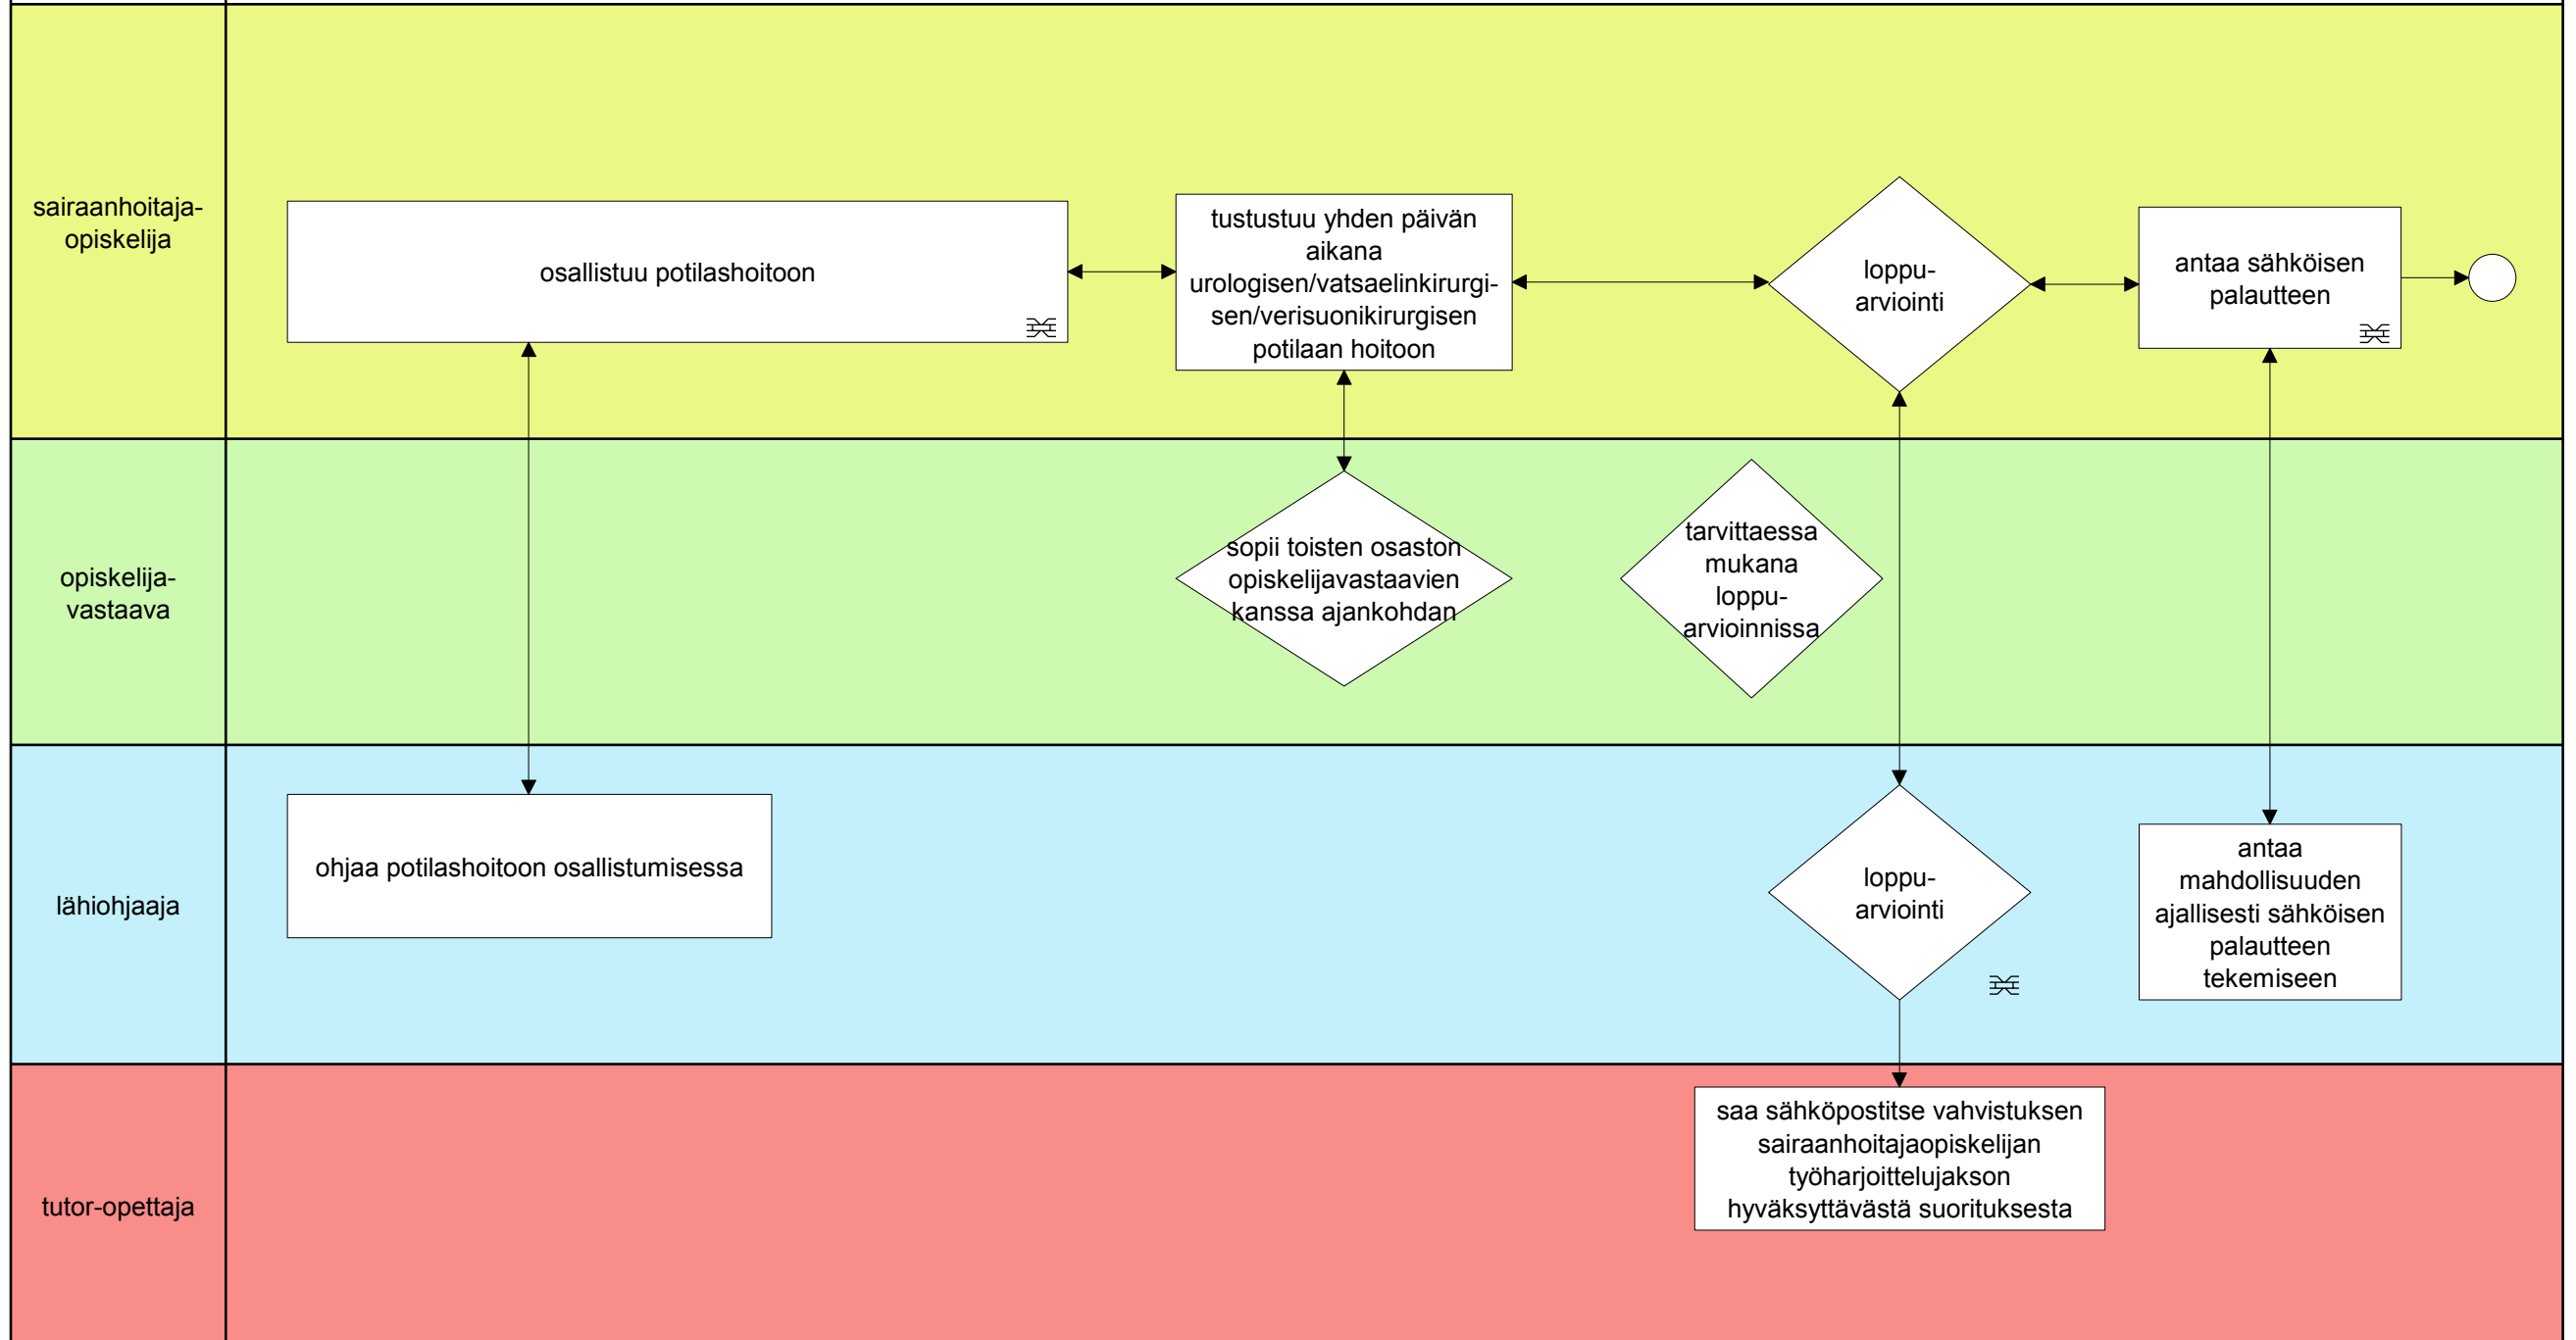 sairaanhoitaja-
opiskelija
osallistuu potilashoitoon
tustustuu yhden päivän
aikana
urologisen/vatsaelinkirurgi-
sen/verisuonikirurgisen
potilaan hoitoon
loppu-
arviointi
antaa sähköisen
palautteen
opiskelija-
vastaava
sopii toisten osaston
opiskelijavastaavien
kanssa ajankohdan
tarvittaessa
mukana
loppu-
arvioinnissa
lähiohjaaja
ohjaa potilashoitoon osallistumisessa
loppu-
arviointi
antaa
mahdollisuuden
ajallisesti sähköisen
palautteen
tekemiseen
tutor-opettaja
saa sähköpostitse vahvistuksen
sairaanhoitajaopiskelijan
työharjoittelujakson
hyväksyttävästä suorituksesta